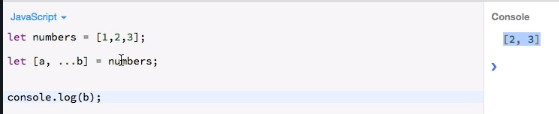 JavaScript
Console
let numbers = [1,2,3];
[2, 3]
let [a, ...b] = numbers;
console.log(b);